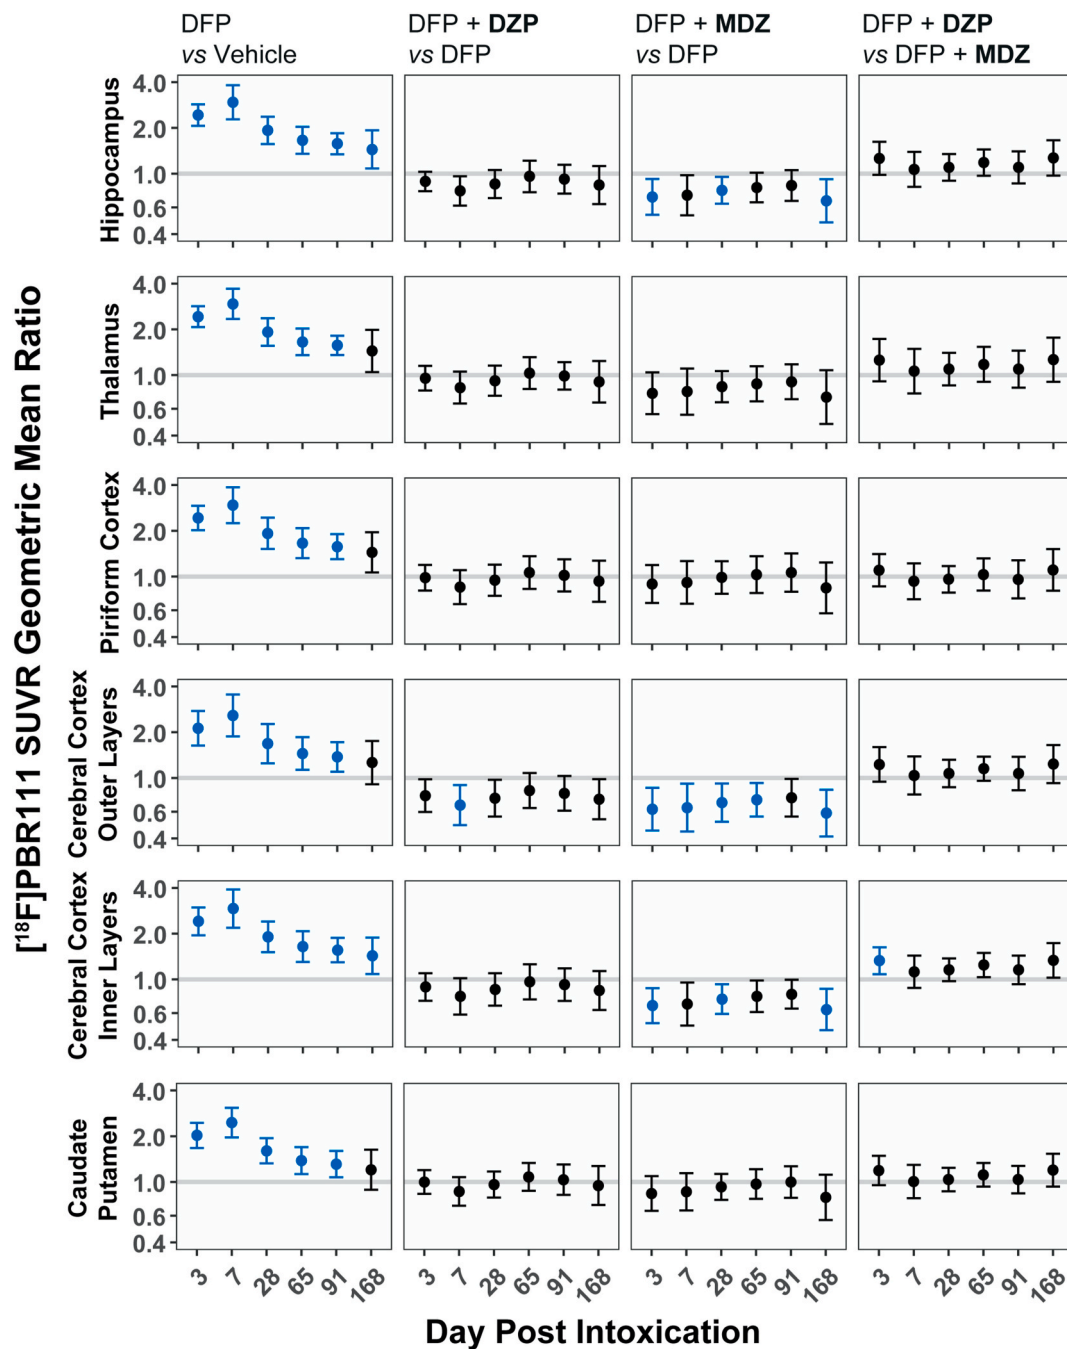 DFP
vs Vehicle
DFP + DZP
vs DFP
DFP + MDZ
vs DFP
DFP + DZP
vs DFP + MDZ
[¹⁸F]PBR111 SUVR Geometric Mean Ratio
Hippocampus
4.0
2.0
1.0
0.6
0.4
Thalamus
4.0
2.0
1.0
0.6
0.4
Piriform Cortex
4.0
2.0
1.0
0.6
0.4
Cerebral Cortex
Outer Layers
4.0
2.0
1.0
0.6
0.4
Cerebral Cortex
Inner Layers
4.0
2.0
1.0
0.6
0.4
Caudate
Putamen
4.0
2.0
1.0
0.6
0.4
3 7 28 65 91 168 3 7 28 65 91 168 3 7 28 65 91 168 3 7 28 65 91 168
Day Post Intoxication